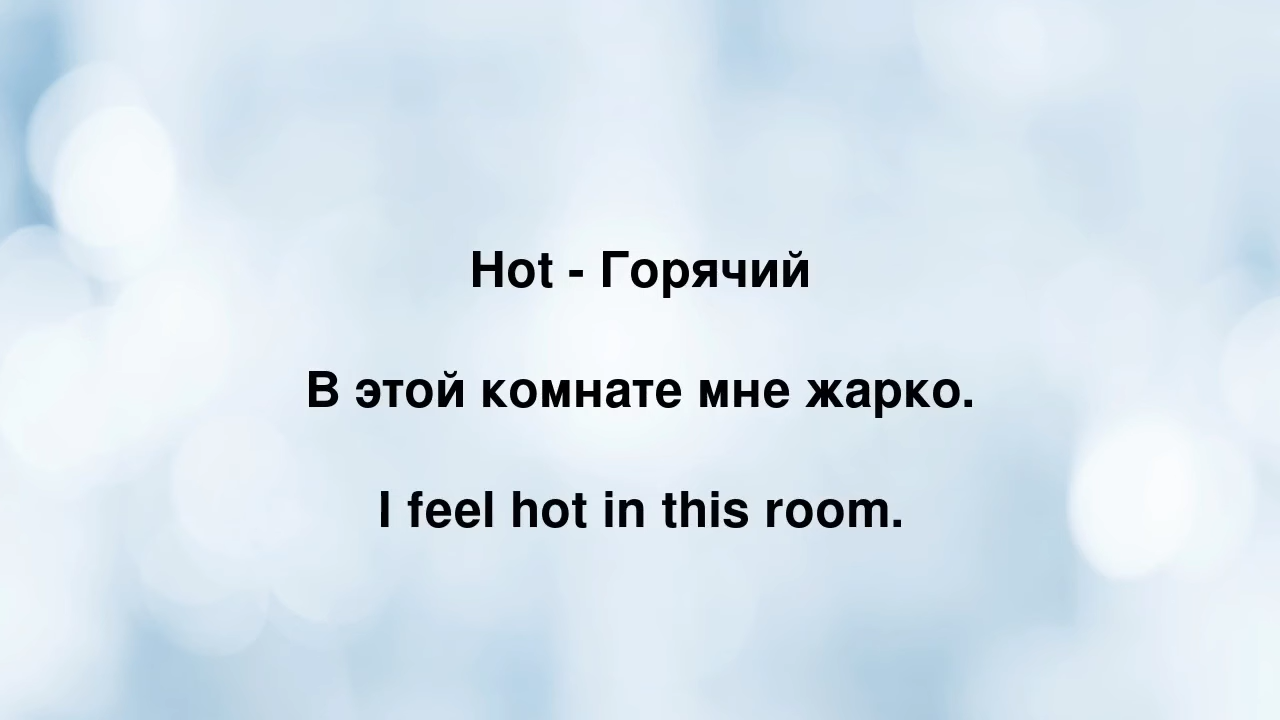 Hot - Горячий
В этой комнате мне жарко.
I feel hot in this room.